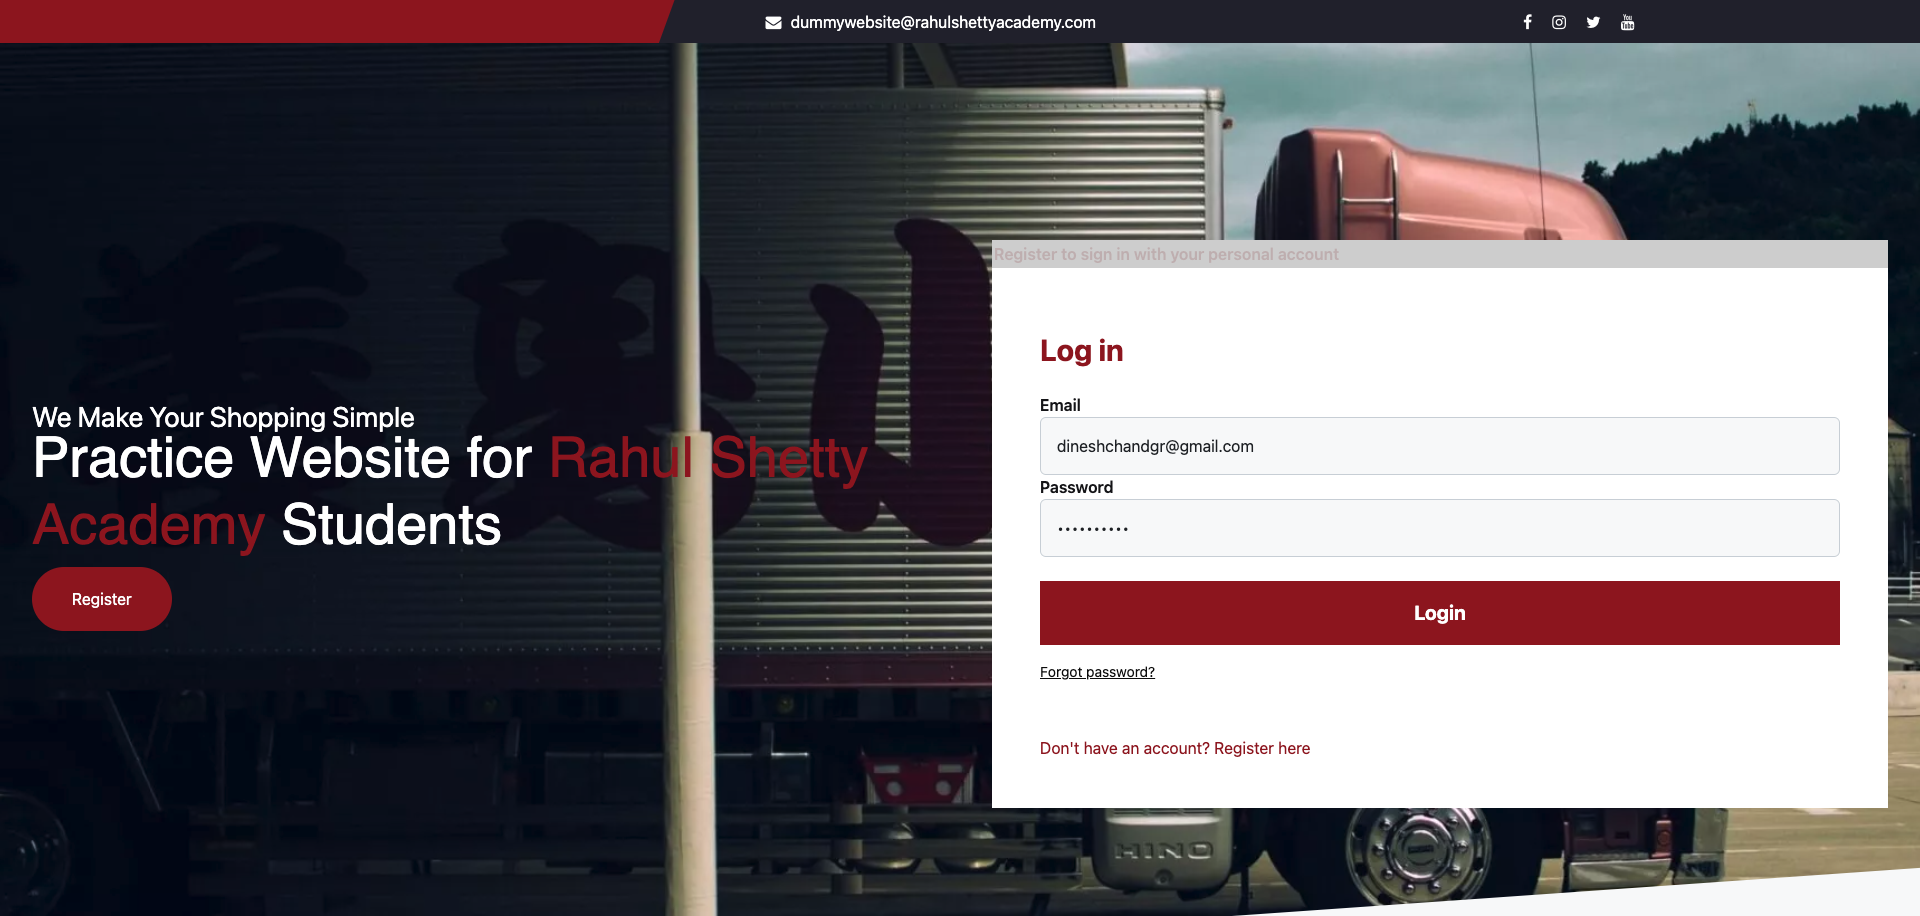 dummywebsite@rahulshettyacademy.com
Register to sign in with your personal account
We Make Your Shopping Simple
Practice Website for Rahul Shetty
Academy Students
Register
Log in
Email
dineshchandgr@gmail.com
Password
••••••••••
Login
Forgot password?
Don't have an account? Register here
HINO